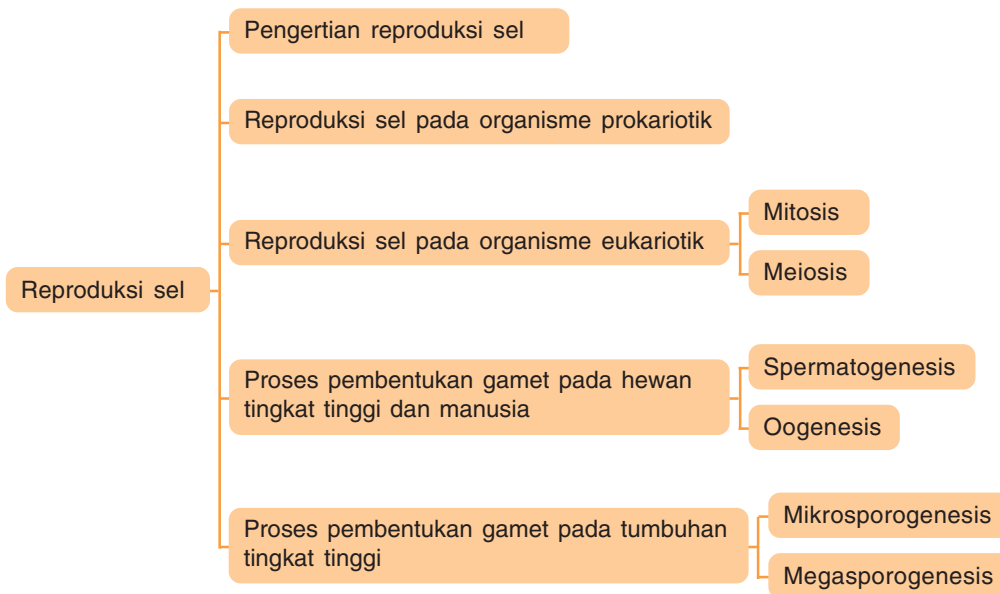 Pengertian reproduksi sel
Reproduksi sel pada organisme prokariotik
Reproduksi sel pada organisme eukariotik
Mitosis
Meiosis
Reproduksi sel
Proses pembentukan gamet pada hewan
tingkat tinggi dan manusia
Spermatogenesis
Oogenesis
Proses pembentukan gamet pada tumbuhan
tingkat tinggi
Mikrosporogenesis
Megasporogenesis